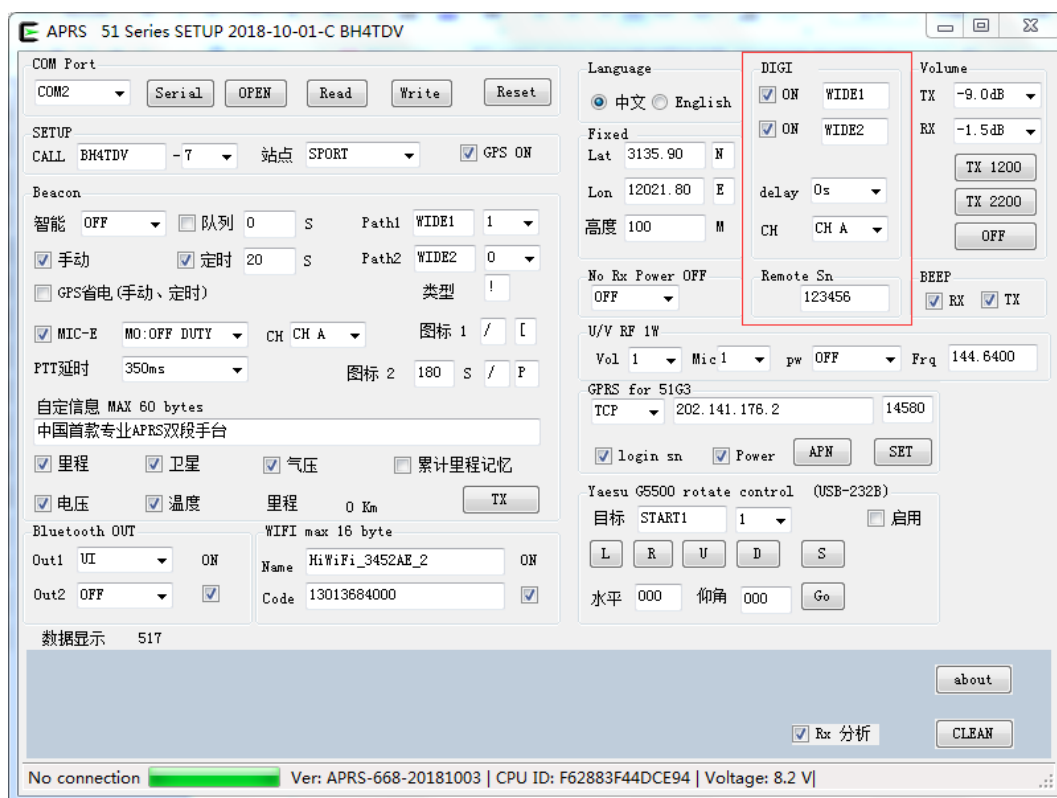 APRS 51 Series SETUP 2018-10-01-C BH4TDV
COM Port
COM2 Serial OPEN Read Write Reset
SETUP
CALL BH4TDV -7 站点 SPORT GPS ON
Beacon
智能 OFF 队列 0 S Path1 WIDE1 1
手动 定时 20 S Path2 WIDE2 0
GPS省电(手动、定时) 类型 !
MIC-E MO:OFF DUTY CH CH A 图标 1 / [
PTT延时 350ms 图标 2 180 S / P
自定信息 MAX 60 bytes
中国首款专业APRS双段手台
里程 卫星 气压 累计里程记忆
电压 温度 里程 0 Km TX
Bluetooth OUT
Out1 UI ON
Out2 OFF
WIFI max 16 byte
Name HiWiFi_3452AE_2 ON
Code 13013684000
Language
中文 English
Fixed
Lat 3135.90 N
Lon 12021.80 E
高度 100 M
DIGI
ON WIDE1
ON WIDE2
delay 0s
CH CH A
Volume
TX -9.0dB
RX -1.5dB
TX 1200
TX 2200
OFF
No Rx Power OFF
OFF
Remote Sn
123456
BEEP
RX TX
U/V RF 1W
Vol 1 Mic 1 pw OFF Frq 144.6400
GPRS for 51G3
TCP 202.141.176.2 14580
login sn Power APN SET
Yaesu G5500 rotate control (USB-232B)
目标 START1 1 启用
L R U D S
水平 000 仰角 000 Go
数据显示 517
about
Rx 分析 CLEAN
No connection Ver: APRS-668-20181003 | CPU ID: F62883F44DCE94 | Voltage: 8.2 V|